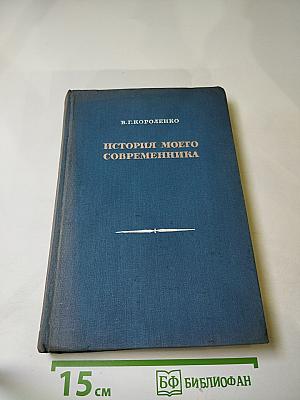 В.Г.КОРОЛЕНКО
ИСТОРИЯ МОЕГО
СОВРЕМЕННИКА
15 см
БФ БИБЛИОФАН